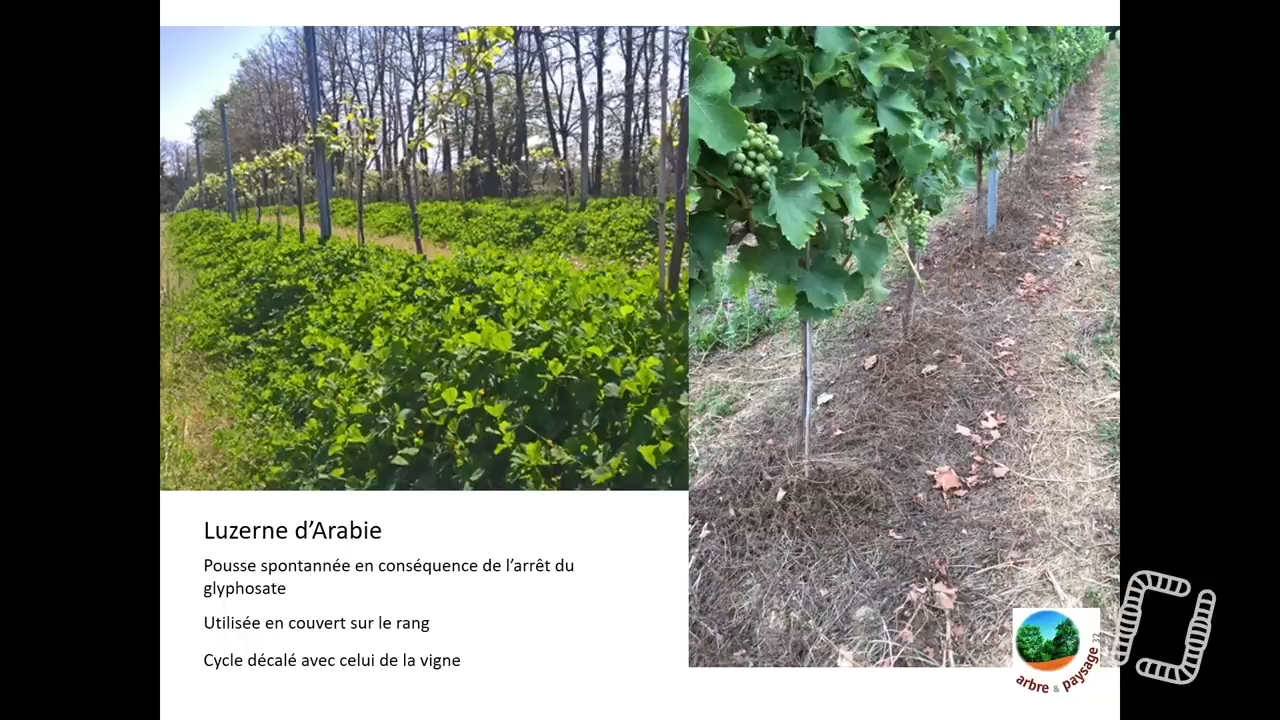 Luzerne d’Arabie
Pousse spontannée en conséquence de l’arrêt du
glyphosate
Utilisée en couvert sur le rang
Cycle décalé avec celui de la vigne
arbre & paysage 32